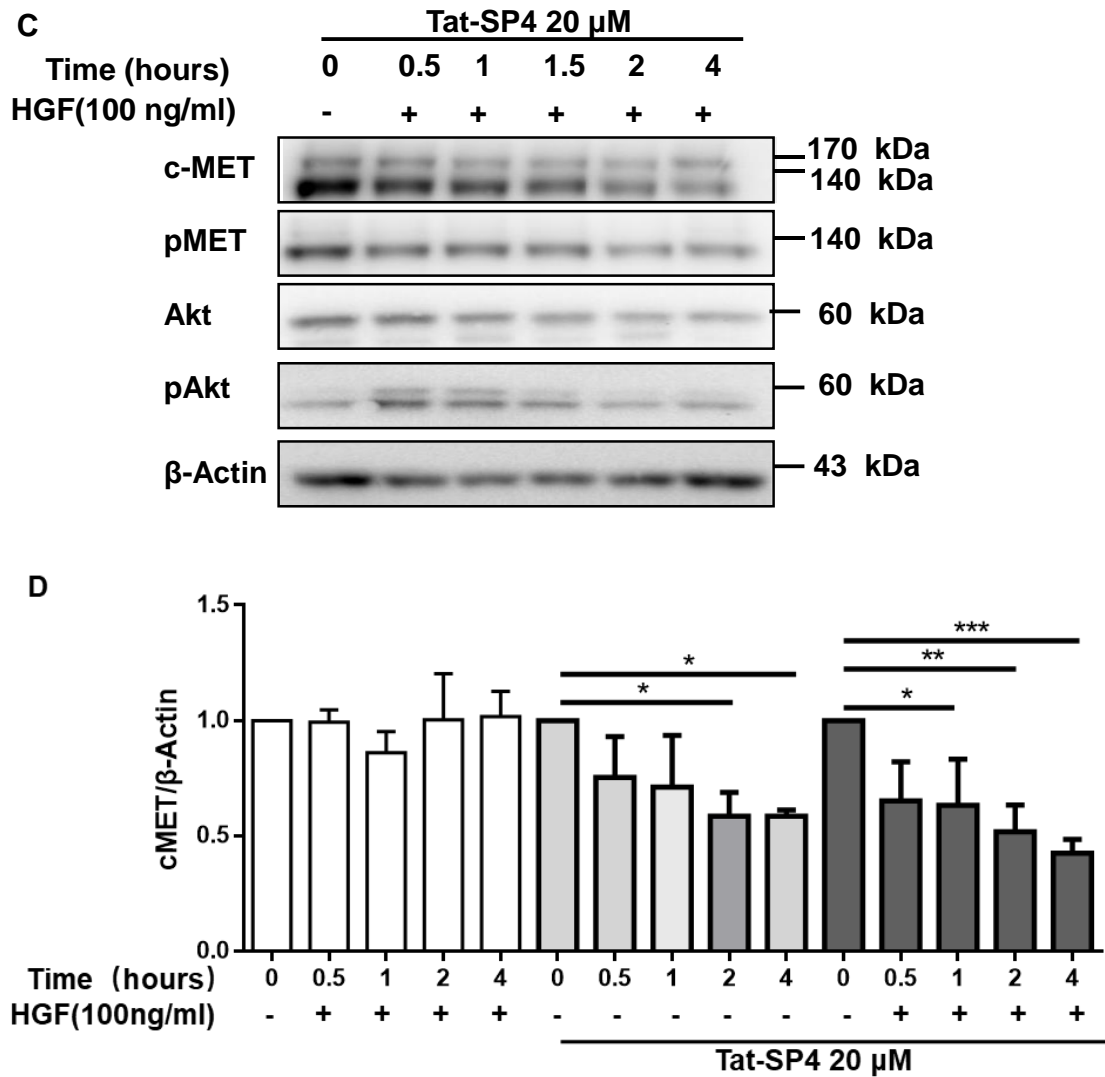 C
Tat-SP4 20 µM
Time (hours) 0 0.5 1 1.5 2 4
HGF(100 ng/ml) - + + + + +
c-MET 170 kDa
140 kDa
pMET 140 kDa
Akt 60 kDa
pAkt 60 kDa
β-Actin 43 kDa
D
cMET/β-Actin
1.5
1.0
0.5
0.0
* * * ** ***
Time (hours) 0 0.5 1 2 4 0 0.5 1 2 4 0 0.5 1 2 4
HGF(100ng/ml) - + + + + - - - - - - + + + +
Tat-SP4 20 µM